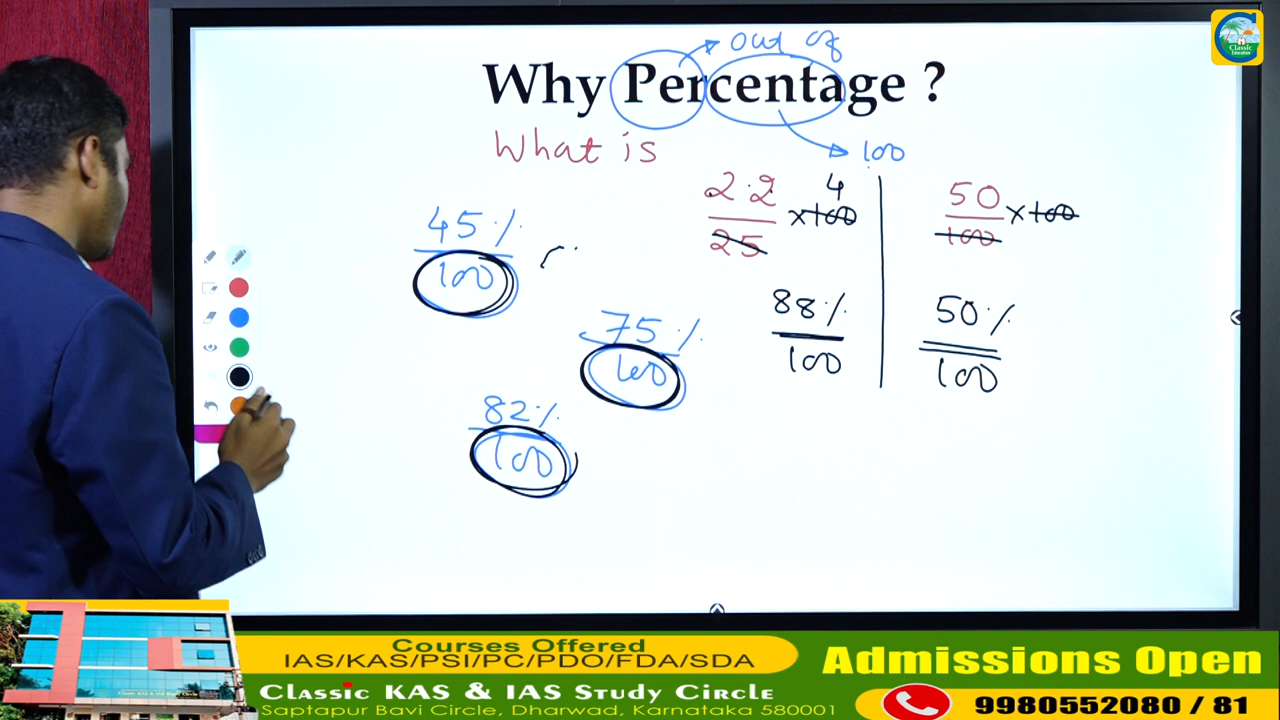 out of
Why Percentage ?
What is
100
22 4
25 ×100
50
100 ×100
45%
100
75%
100
88%
100
50%
100
82%
100
Classic
Education
Courses Offered
IAS/KAS/PSI/PC/PDO/FDA/SDA
Classic KAS & IAS Study Circle
Saptapur Bavi Circle, Dharwad, Karnataka 580001
Admissions Open
9980552080 / 81